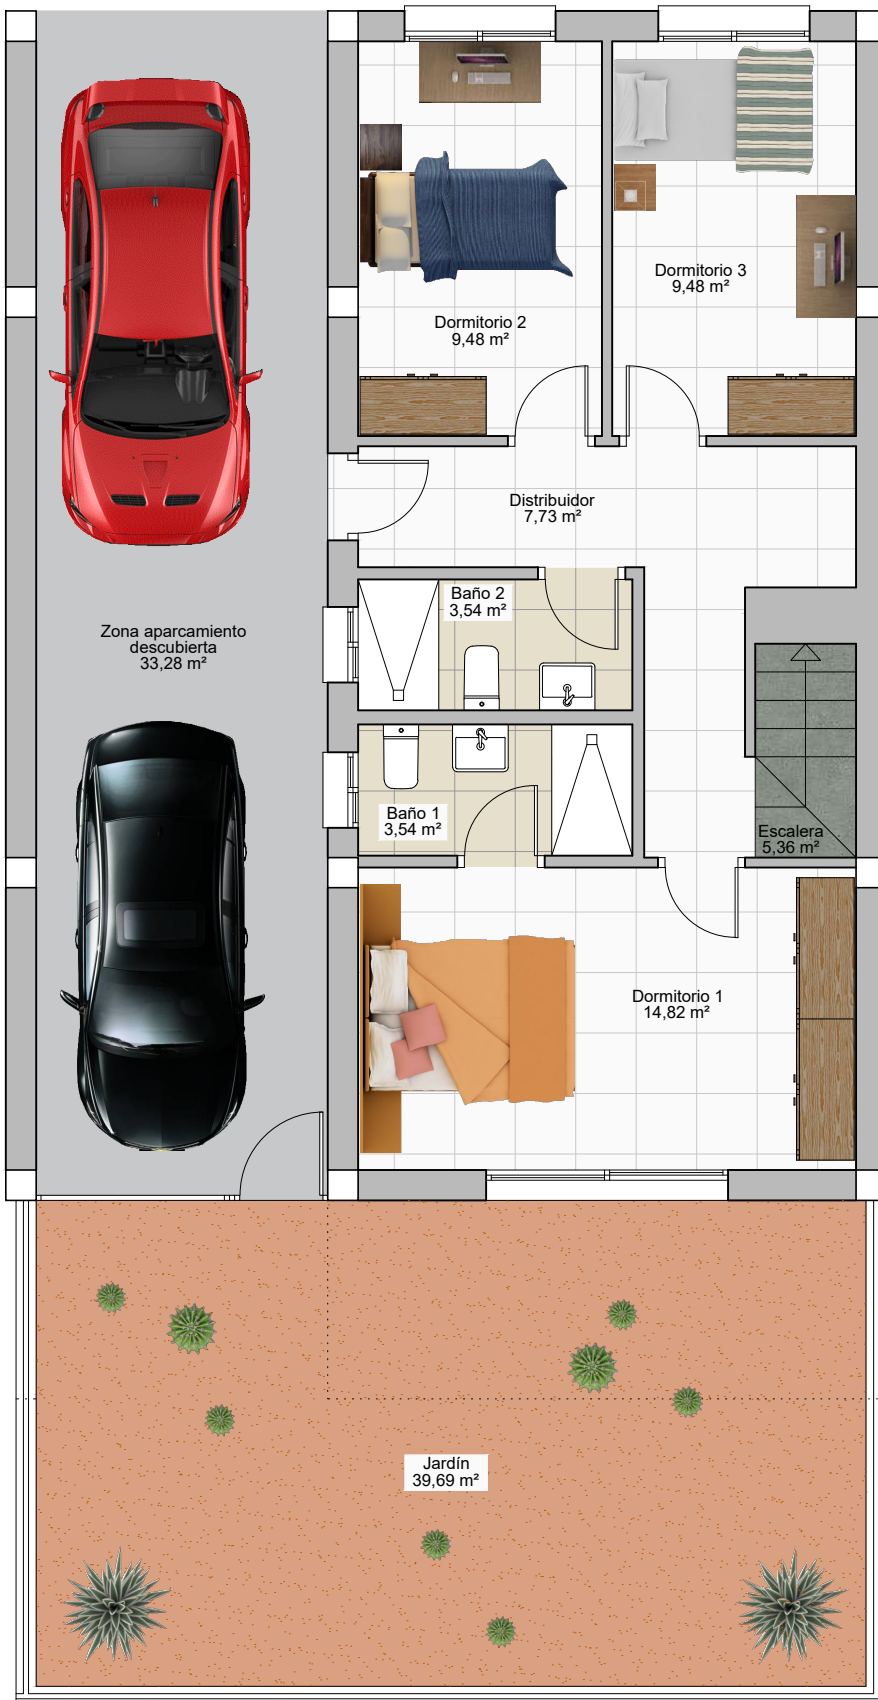 Dormitorio 3
9,48 m²
Dormitorio 2
9,48 m²
Distribuidor
7,73 m²
Baño 2
3,54 m²
Zona aparcamiento
descubierta
33,28 m²
Baño 1
3,54 m²
Escalera
5,36 m²
Dormitorio 1
14,82 m²
Jardín
39,69 m²